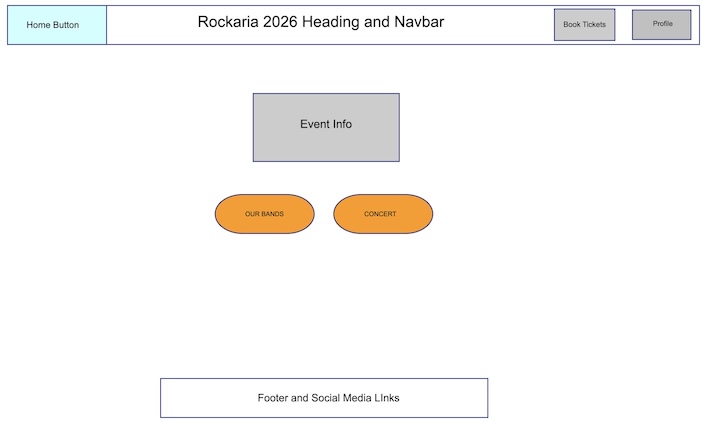 Home Button
Rockaria 2026 Heading and Navbar
Book Tickets
Profile
Event Info
OUR BANDS
CONCERT
Footer and Social Media LInks